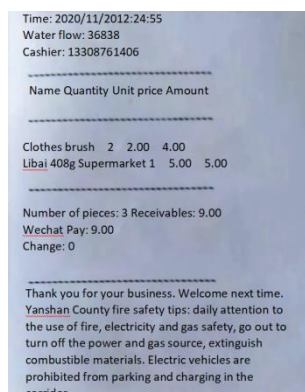 Time: 2020/11/2012:24:55
Water flow: 36838
Cashier: 13308761406
Name Quantity Unit price Amount
Clothes brush 2 2.00 4.00
Libai 408g Supermarket 1 5.00 5.00
Number of pieces: 3 Receivables: 9.00
Wechat Pay: 9.00
Change: 0
Thank you for your business. Welcome next time.
Yanshan County fire safety tips: daily attention to
the use of fire, electricity and gas safety, go out to
turn off the power and gas source, extinguish
combustible materials. Electric vehicles are
prohibited from parking and charging in the